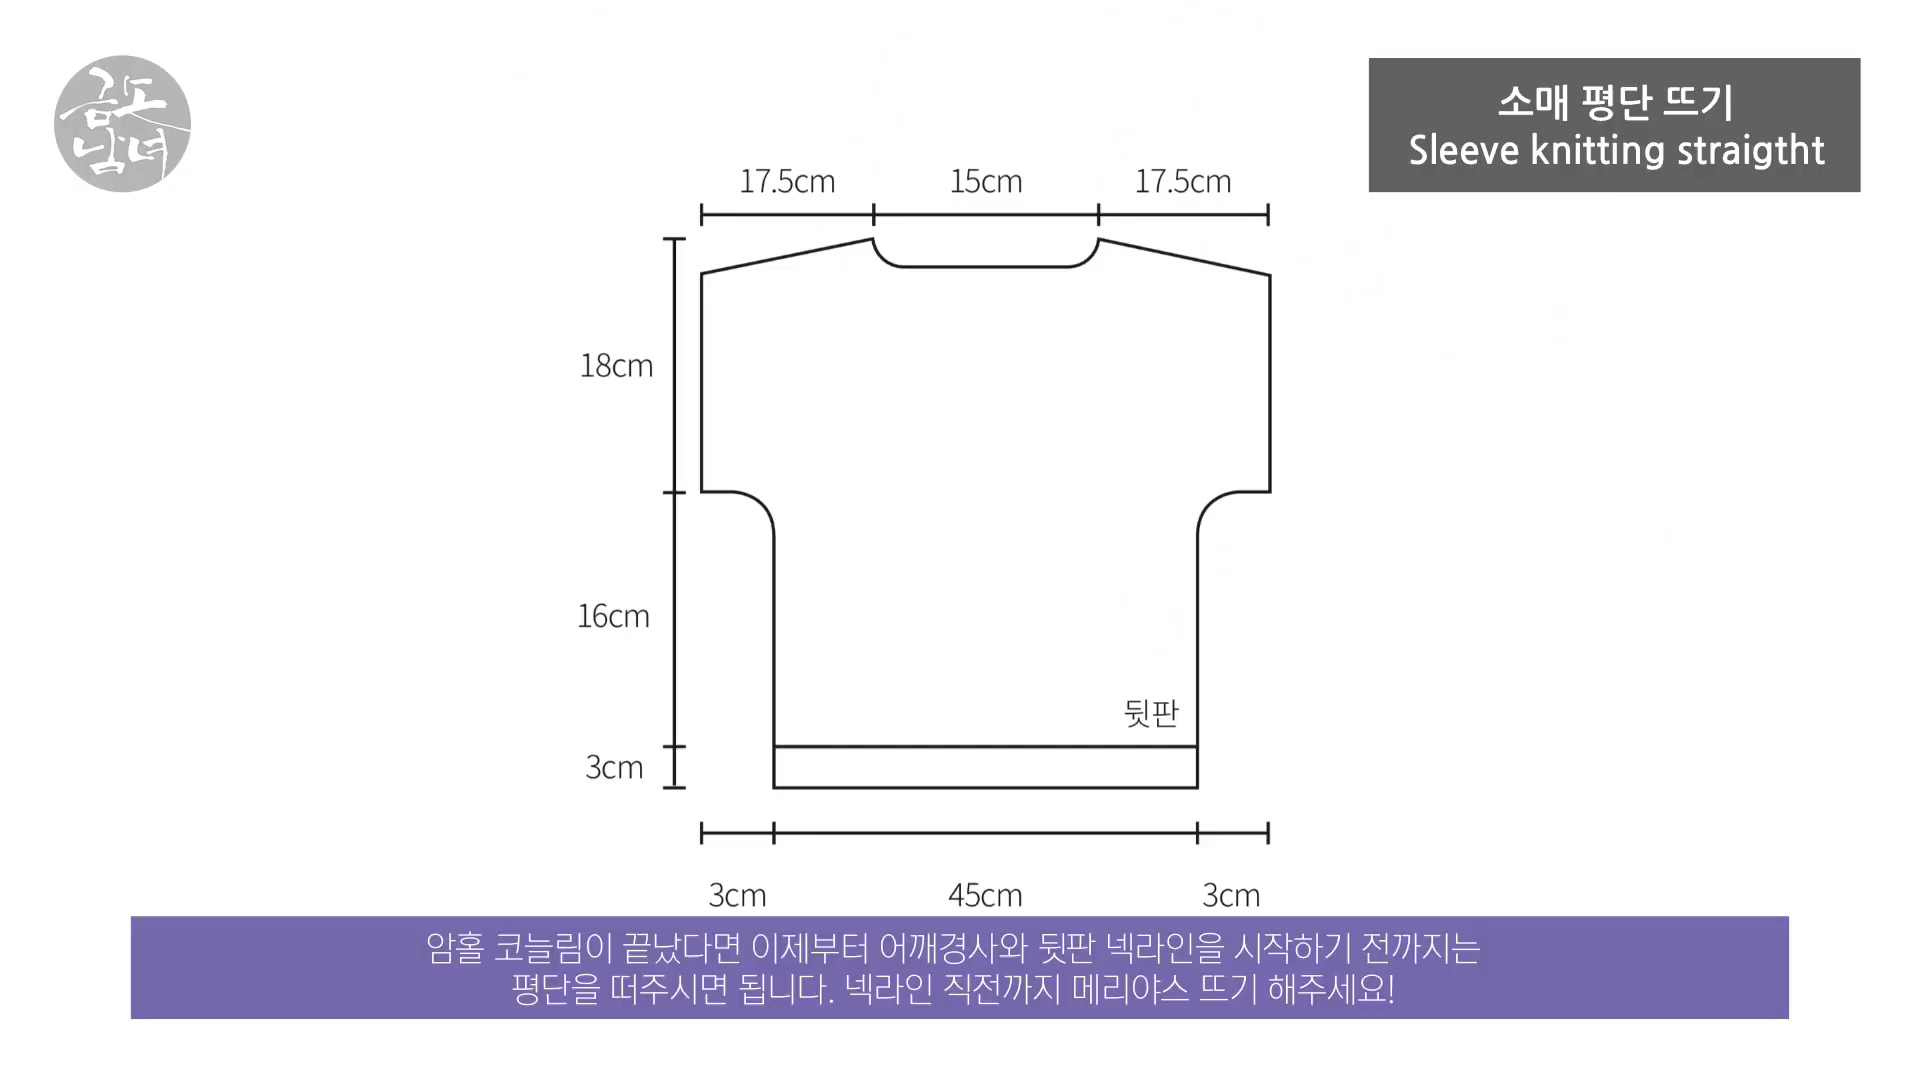 금도
남녀
소매 평단 뜨기
Sleeve knitting straigtht
17.5cm
15cm
17.5cm
18cm
16cm
뒷판
3cm
3cm
45cm
3cm
암홀 코늘림이 끝났다면 이제부터 어깨경사와 뒷판 넥라인을 시작하기 전까지는
평단을 떠주시면 됩니다. 넥라인 직전까지 메리야스 뜨기 해주세요!